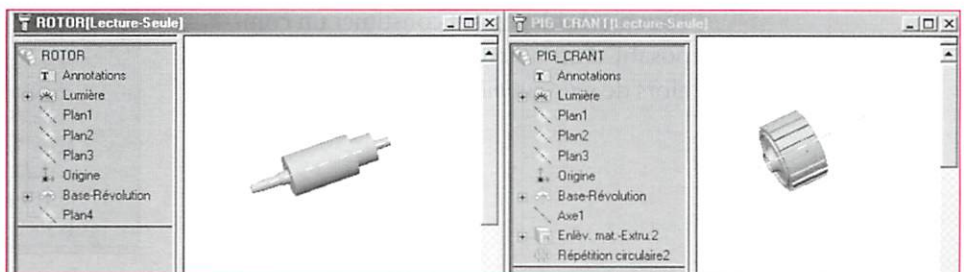 ROTOR[Lecture-Seule]
ROTOR
Annotations
Lumière
Plan1
Plan2
Plan3
Origine
Base-Révolution
Plan4
PIG_CRANT[Lecture-Seule]
PIG_CRANT
Annotations
Lumière
Plan1
Plan2
Plan3
Origine
Base-Révolution
Axe1
Enlèv. mat.-Extru.2
Répétition circulaire2